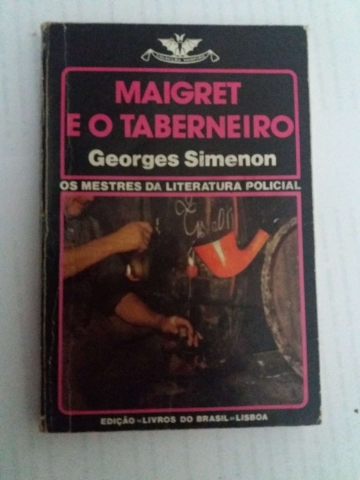 MAIGRET
E O TABERNEIRO
Georges Simenon
OS MESTRES DA LITERATURA POLICIAL
EDIÇÃO-LIVROS DO BRASIL-LISBOA